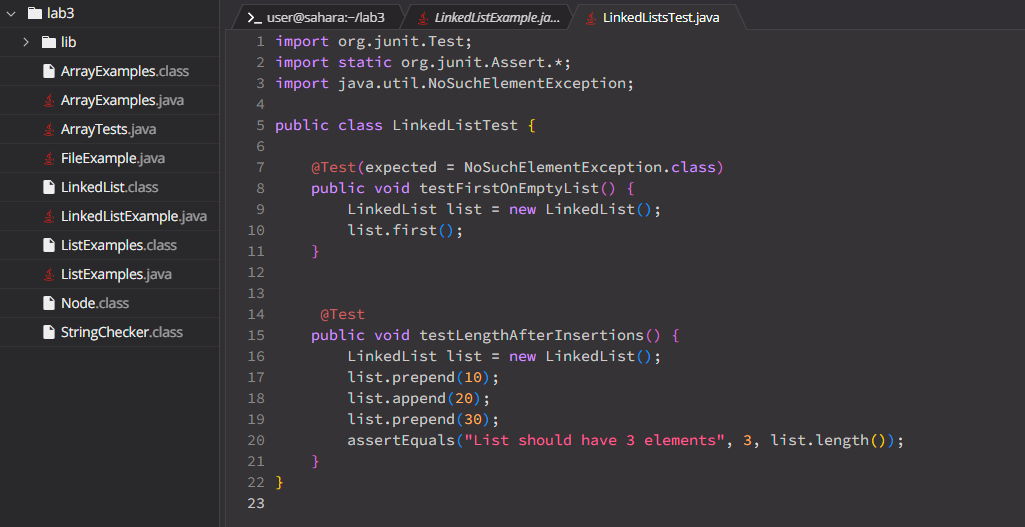 lab3
lib
ArrayExamples.class
ArrayExamples.java
ArrayTests.java
FileExample.java
LinkedList.class
LinkedListExample.java
ListExamples.class
ListExamples.java
Node.class
StringChecker.class
>_ user@sahara:~/lab3
LinkedListExample.ja...
LinkedListsTest.java
1 import org.junit.Test;
2 import static org.junit.Assert.*;
3 import java.util.NoSuchElementException;
4
5 public class LinkedListTest {
6
7     @Test(expected = NoSuchElementException.class)
8     public void testFirstOnEmptyList() {
9         LinkedList list = new LinkedList();
10         list.first();
11     }
12
13
14      @Test
15     public void testLengthAfterInsertions() {
16         LinkedList list = new LinkedList();
17         list.prepend(10);
18         list.append(20);
19         list.prepend(30);
20         assertEquals("List should have 3 elements", 3, list.length());
21     }
22 }
23